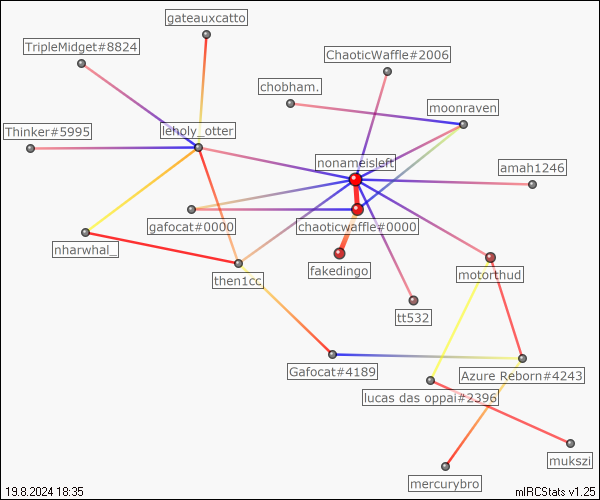 gateauxcatto
TripleMidget#8824
ChaoticWaffle#2006
chobham.
moonraven
Thinker#5995
leholy_otter
nonameisleft
amah1246
gafocat#0000
chaoticwaffle#0000
nharwhal_
fakedingo
motorthud
then1cc
tt532
Gafocat#4189
Azure Reborn#4243
lucas das oppai#2396
mukszi
mercurybro
19.8.2024 18:35
mIRCStats v1.25